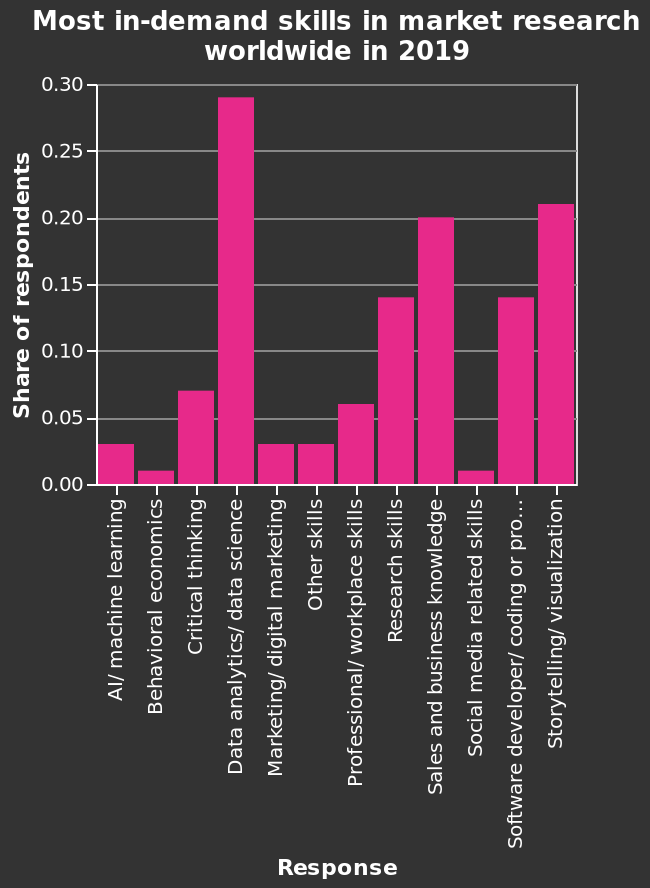 Most in-demand skills in market research
worldwide in 2019
Share of respondents
0.30
0.25
0.20
0.15
0.10
0.05
0.00
AI/ machine learning
Behavioral economics
Critical thinking
Data analytics/ data science
Marketing/ digital marketing
Other skills
Professional/ workplace skills
Research skills
Sales and business knowledge
Social media related skills
Software developer/ coding or pro...
Storytelling/ visualization
Response